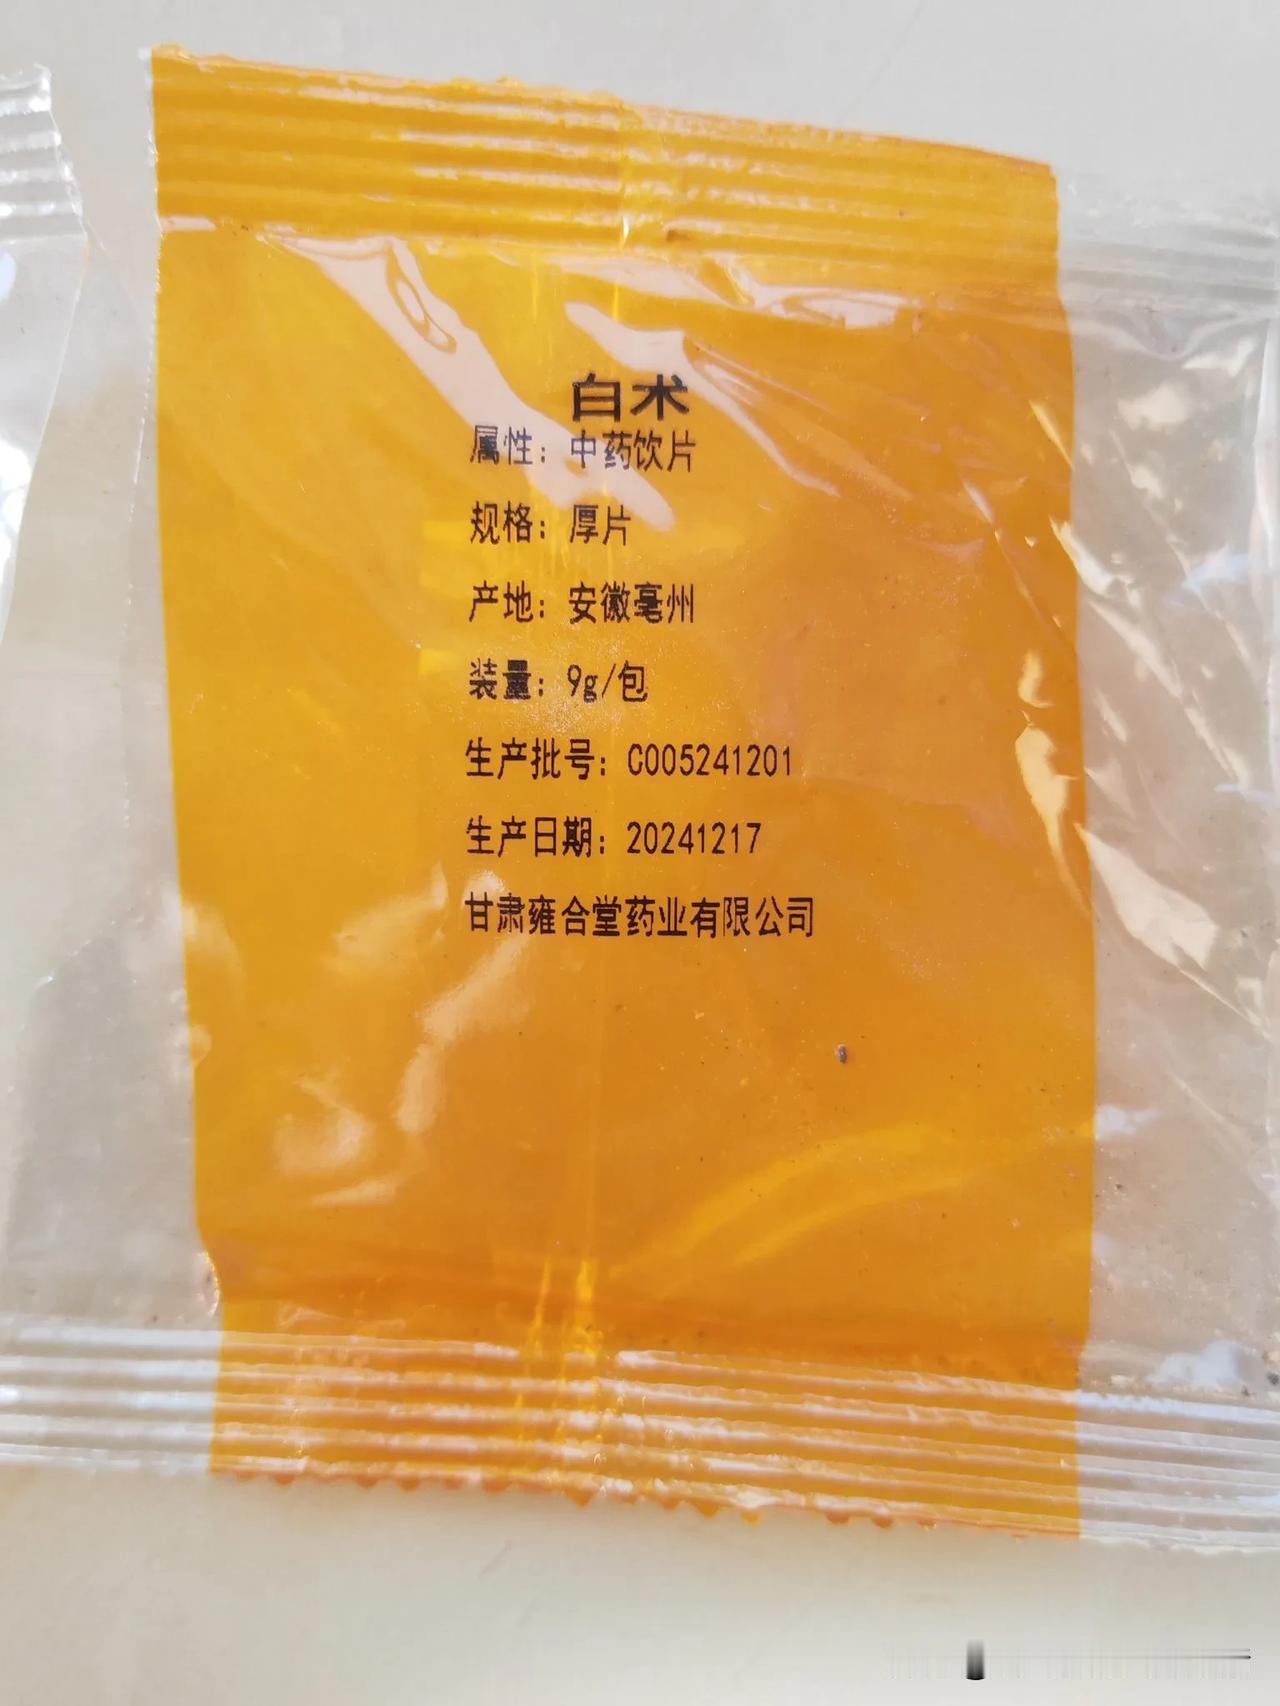 白术
属性：中药饮片
规格：厚片
产地：安徽亳州
装量：9g/包
生产批号：C005241201
生产日期：20241217
甘肃雍合堂药业有限公司